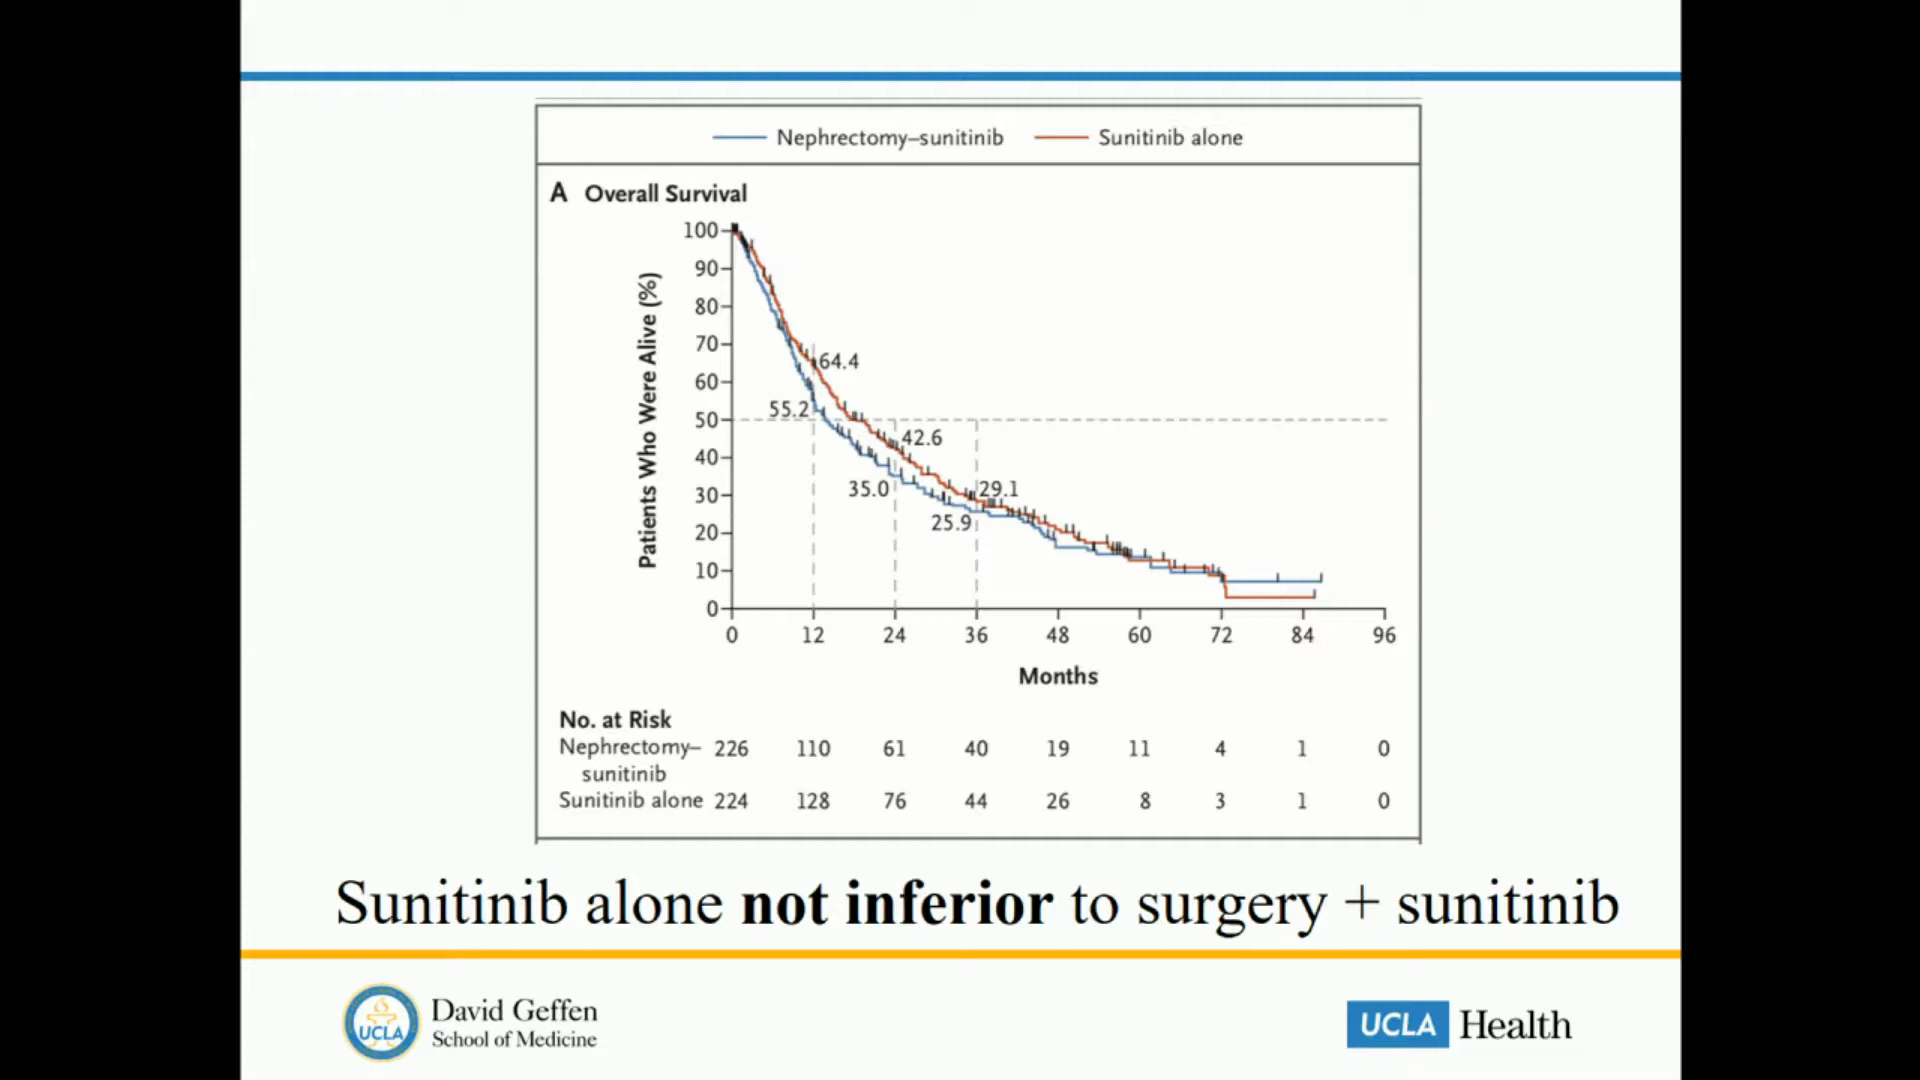 Nephrectomy–sunitinib Sunitinib alone
A Overall Survival
Patients Who Were Alive (%)
100
90
80
70
60
50
40
30
20
10
0
64.4
55.2
42.6
35.0
29.1
25.9
0 12 24 36 48 60 72 84 96
Months
No. at Risk
Nephrectomy– 226 110 61 40 19 11 4 1 0
sunitinib
Sunitinib alone 224 128 76 44 26 8 3 1 0
Sunitinib alone not inferior to surgery + sunitinib
UCLA
David Geffen
School of Medicine
UCLA Health